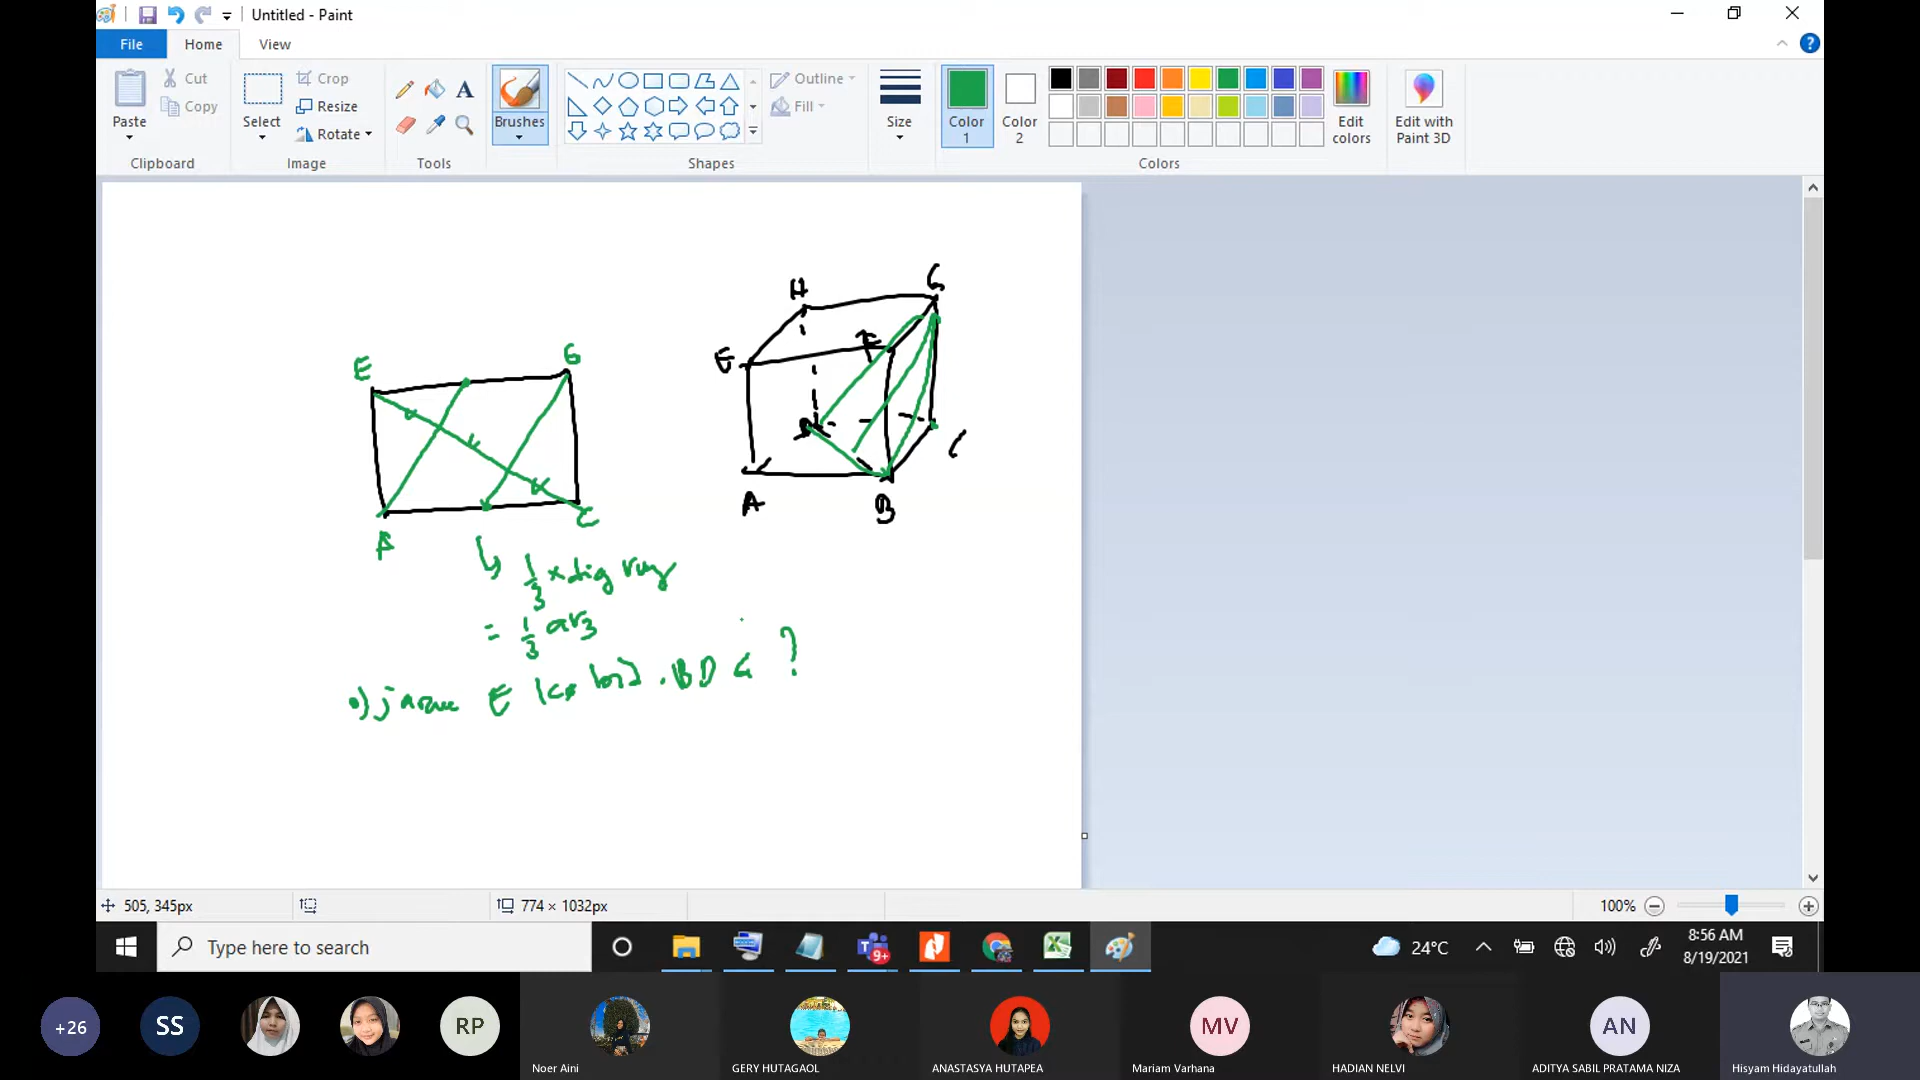 Untitled - Paint
File Home View
Paste Cut Copy
Clipboard
Select Crop Resize Rotate
Image
Tools
Brushes
Outline Fill
Shapes
Size
Color 1
Color 2
Edit colors
Colors
Edit with Paint 3D
H G
E F
A B C
E G
A C
1/3 × dig ruang
= 1/3 a√3
E ke bid. BDG ?
505, 345px
774 × 1032px
100%
Type here to search
9+
24°C
8:56 AM
8/19/2021
+26 SS RP MV AN
Noer Aini GERY HUTAGAOL ANASTASYA HUTAPEA Mariam Varhana HADIAN NELVI ADITYA SABIL PRATAMA NIZA Hisyam Hidayatullah